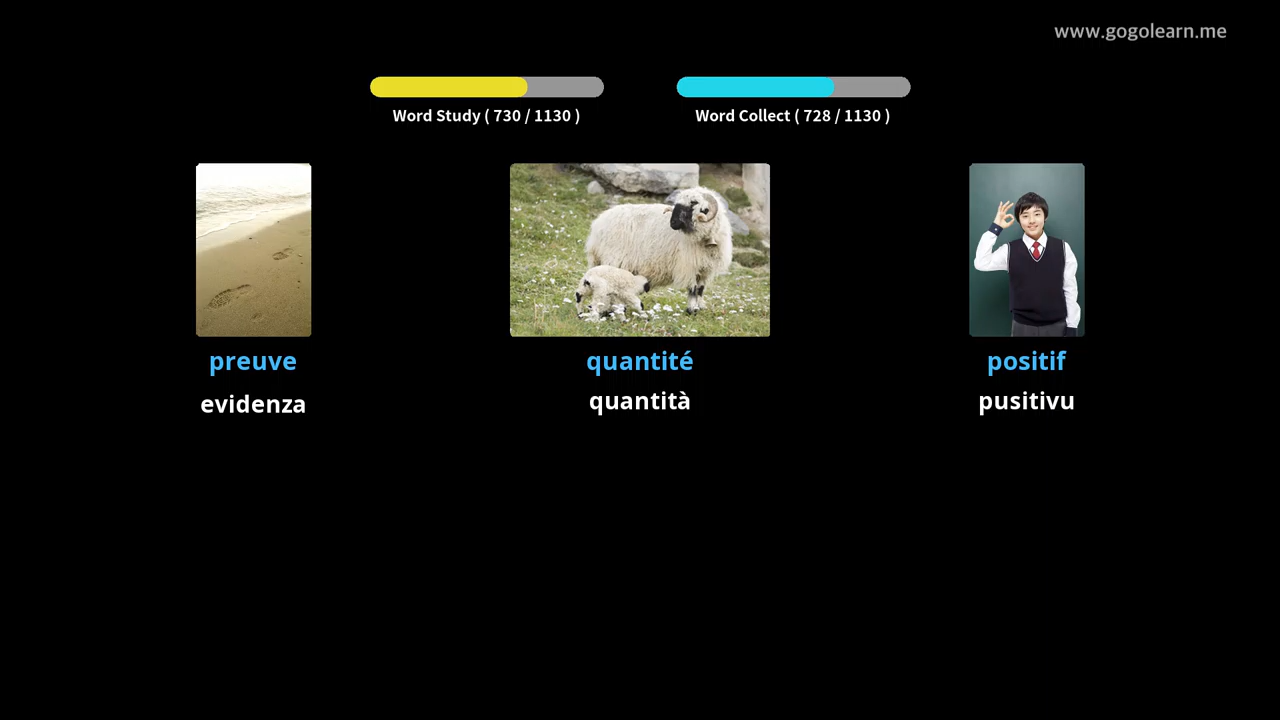 www.gogolearn.me
Word Study ( 730 / 1130 )
Word Collect ( 728 / 1130 )
preuve
evidenza
quantité
quantità
positif
pusitivu